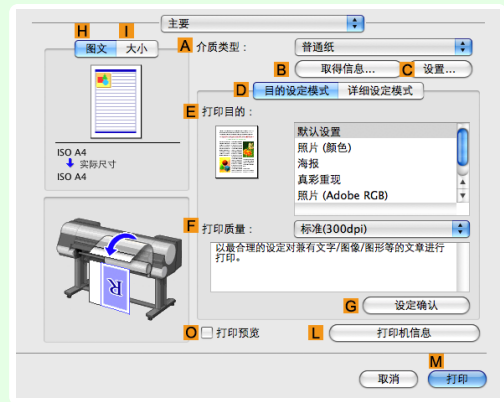 主要
H I
图文 大小
A 介质类型： 普通纸
B 取得信息... C 设置...
D 目的设定模式 详细设定模式
E 打印目的：
默认设置
照片 (颜色)
海报
真彩重现
照片 (Adobe RGB)
ISO A4
实际尺寸
ISO A4
F 打印质量： 标准(300dpi)
以最合理的设定对兼有文字/图像/图形等的文章进行
打印。
R
G 设定确认
O 打印预览 L 打印机信息
M
取消 打印